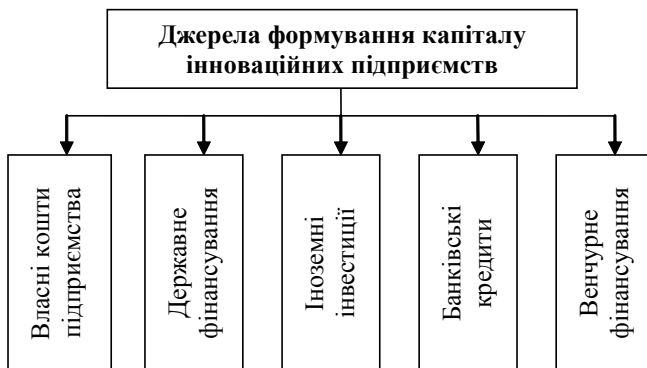 Джерела формування капіталу
інноваційних підприємств
Власні кошти
підприємства
Державне
фінансування
Іноземні
інвестиції
Банківські
кредити
Венчурне
фінансування